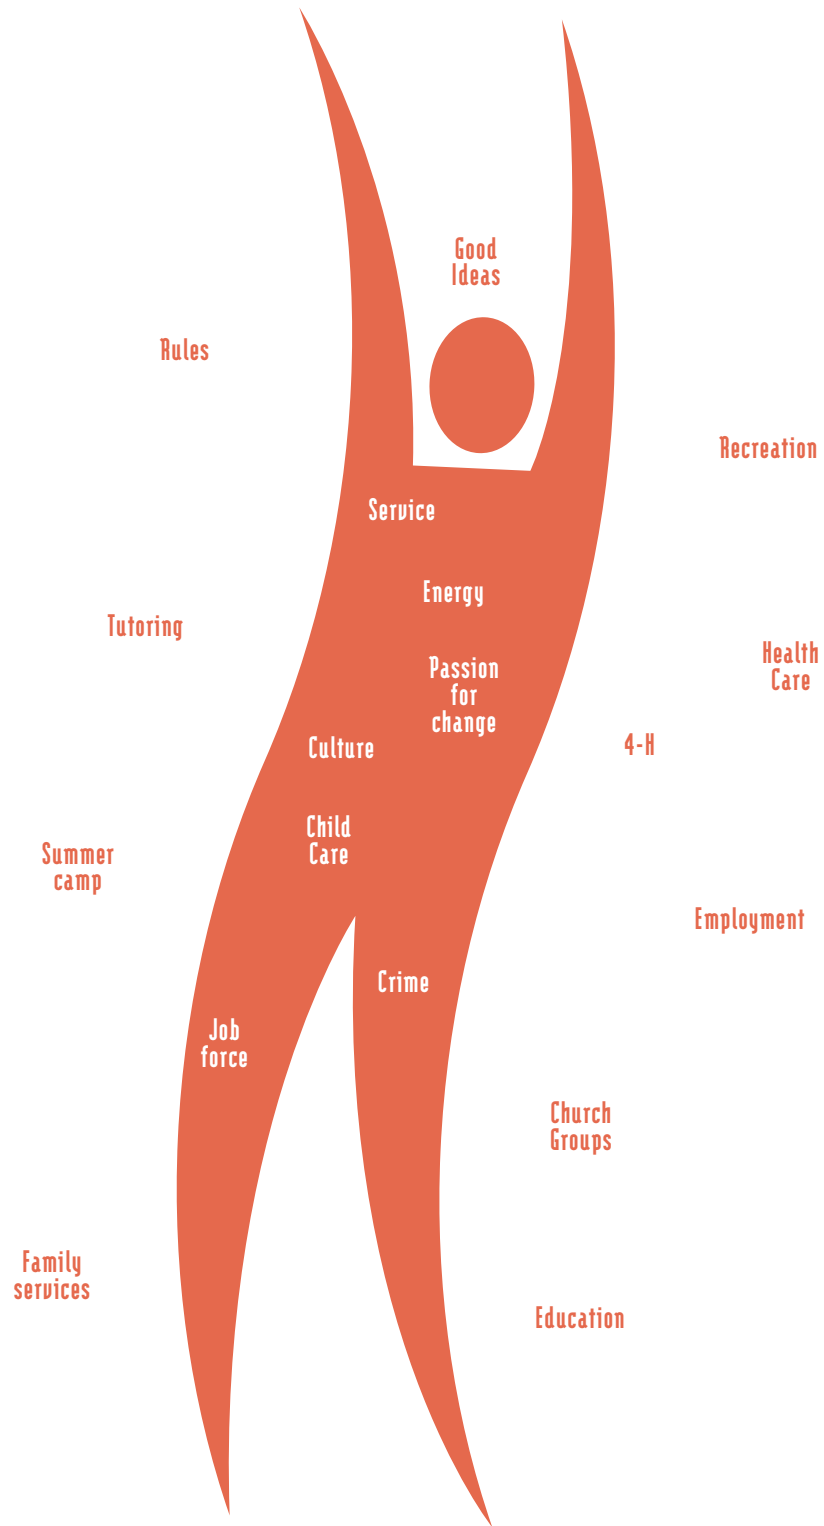 Good
Ideas
Rules
Recreation
Service
Energy
Tutoring
Health
Care
Passion
for
change
4-H
Culture
Child
Care
Summer
camp
Employment
Crime
Job
force
Church
Groups
Family
services
Education